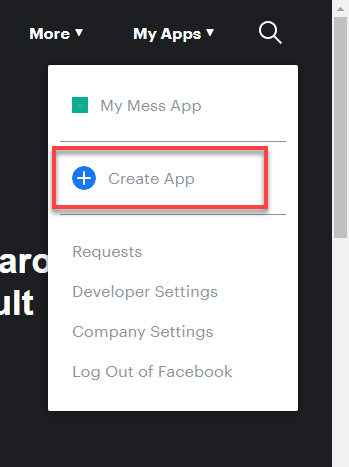 More ▼ My Apps ▼
My Mess App
Create App
aro
ult
Requests
Developer Settings
Company Settings
Log Out of Facebook